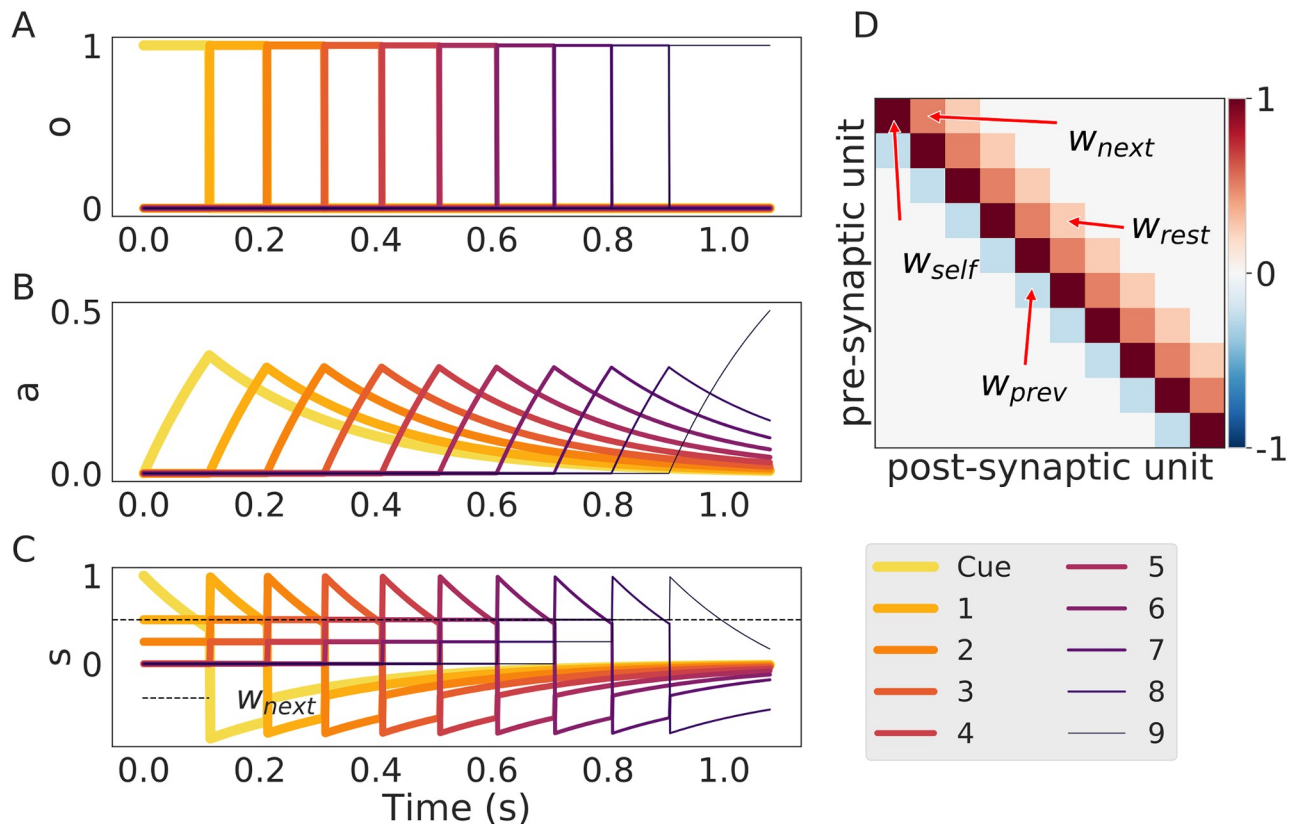 A
1
o
0
0.0 0.2 0.4 0.6 0.8 1.0
B
0.5
a
0.0
0.0 0.2 0.4 0.6 0.8 1.0
C
1
s
0
w_next
0.0 0.2 0.4 0.6 0.8 1.0
Time (s)
D
1
w_next
w_rest
0
w_self
w_prev
-1
pre-synaptic unit
post-synaptic unit
Cue 5
1 6
2 7
3 8
4 9